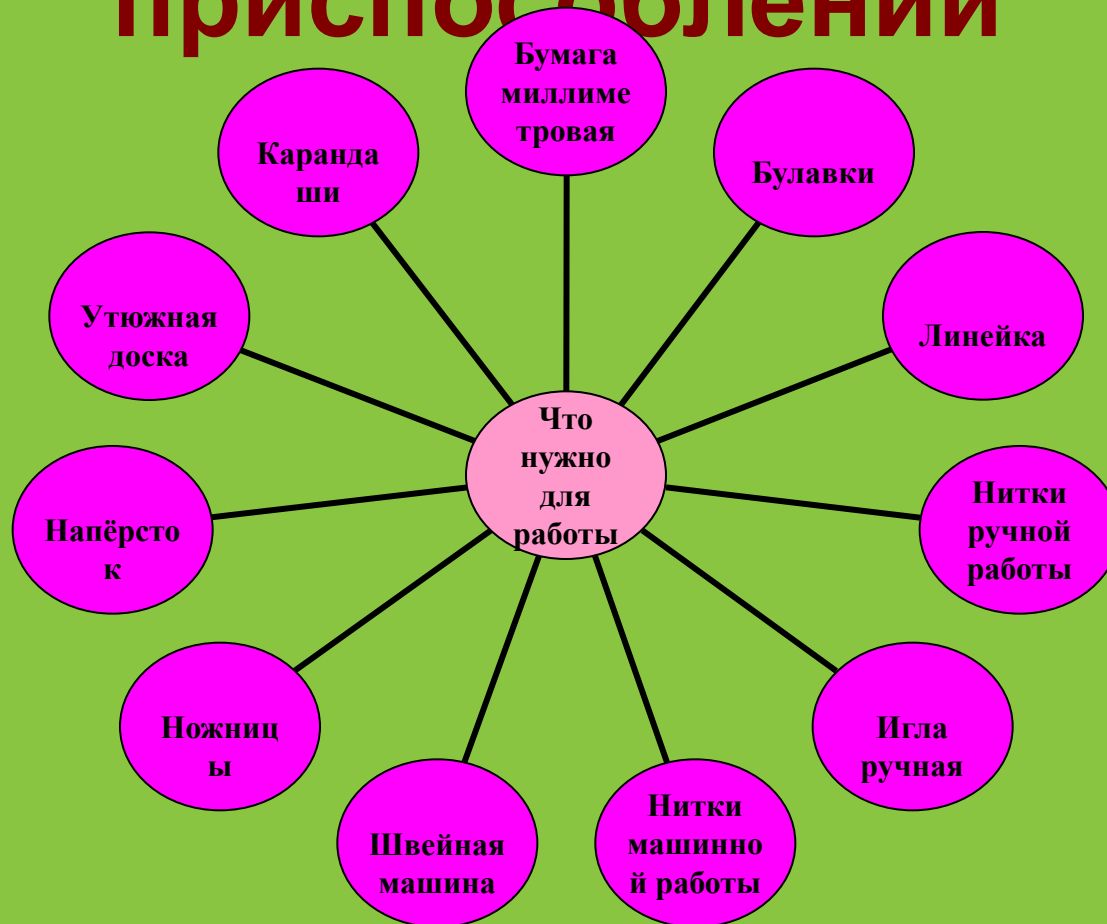 приспособлений
Бумага
миллиме
тровая
Каранда
ши
Булавки
Утюжная
доска
Линейка
Что
нужно
для
работы
Напёрсто
к
Нитки
ручной
работы
Ножниц
ы
Игла
ручная
Швейная
машина
Нитки
машинно
й работы